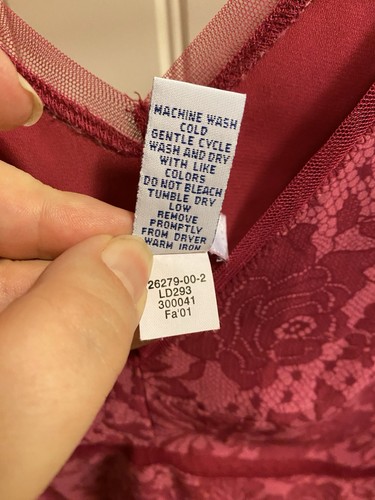 MACHINE WASH
COLD
GENTLE CYCLE
WASH AND DRY
WITH LIKE
COLORS
DO NOT BLEACH
TUMBLE DRY
LOW
REMOVE
PROMPTLY
FROM DRYER
WARM IRON
26279-00-2
LD293
300041
Fa'01